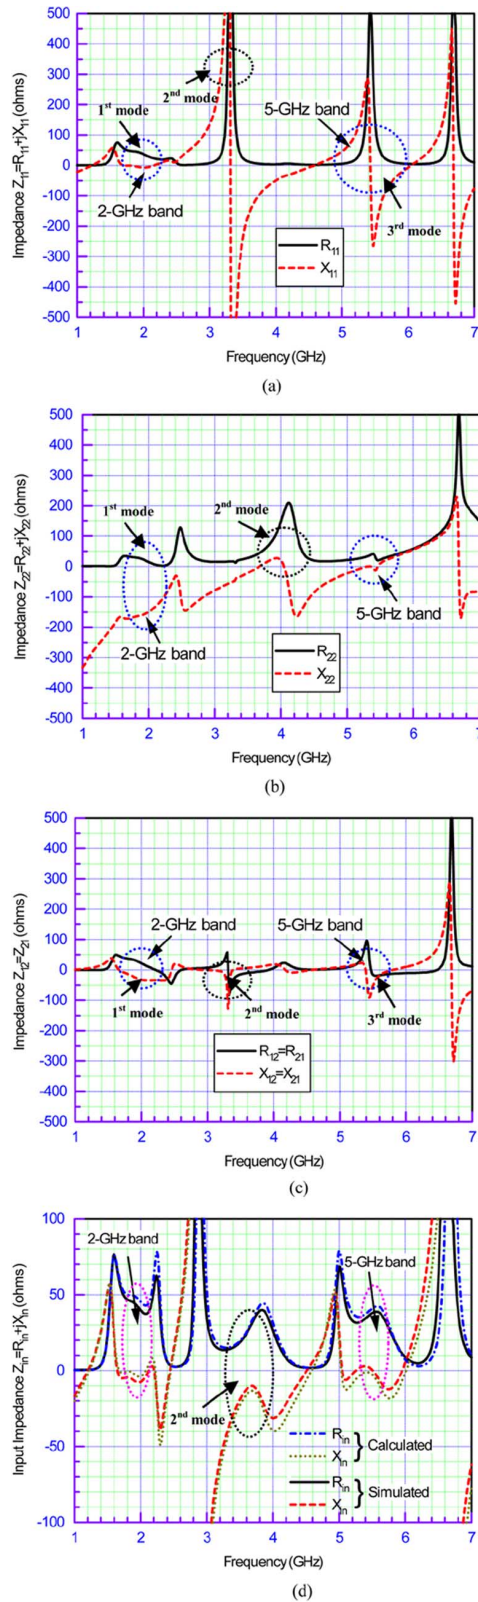 Impedance Z11=R11+jX11 (ohms)
500
400
300
200
100
0
-100
-200
-300
-400
-500
1st mode
2nd mode
5-GHz band
2-GHz band
3rd mode
R11
X11
1 2 3 4 5 6 7
Frequency (GHz)
(a)
Impedance Z22=R22+jX22 (ohms)
500
400
300
200
100
0
-100
-200
-300
-400
-500
1st mode
2nd mode
2-GHz band
5-GHz band
R22
X22
1 2 3 4 5 6 7
Frequency (GHz)
(b)
Impedance Z12=Z21 (ohms)
500
400
300
200
100
0
-100
-200
-300
-400
-500
2-GHz band
5-GHz band
1st mode
2nd mode
3rd mode
R12=R21
X12=X21
1 2 3 4 5 6 7
Frequency (GHz)
(c)
Input Impedance Zin=Rin+jXin (ohms)
100
50
0
-50
-100
2-GHz band
5-GHz band
2nd mode
Rin
Xin
} Calculated
Rin
Xin
} Simulated
1 2 3 4 5 6 7
Frequency (GHz)
(d)